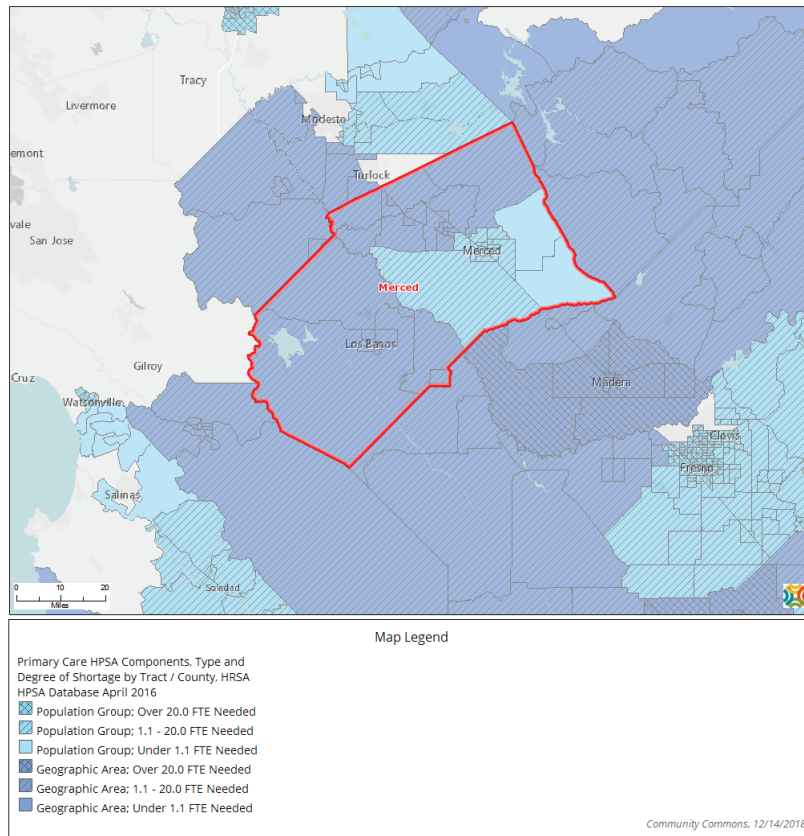 Tracy
Livermore
Modesto
emont
Turlock
vale
San Jose
Merced
Merced
Los Banos
Gilroy
Madera
Cruz
Watsonville
Clovis
Fresno
Salinas
Soledad
0 10 20
Miles
Map Legend
Primary Care HPSA Components, Type and
Degree of Shortage by Tract / County, HRSA
HPSA Database April 2016
Population Group; Over 20.0 FTE Needed
Population Group; 1.1 - 20.0 FTE Needed
Population Group; Under 1.1 FTE Needed
Geographic Area; Over 20.0 FTE Needed
Geographic Area; 1.1 - 20.0 FTE Needed
Geographic Area; Under 1.1 FTE Needed
Community Commons, 12/14/2018